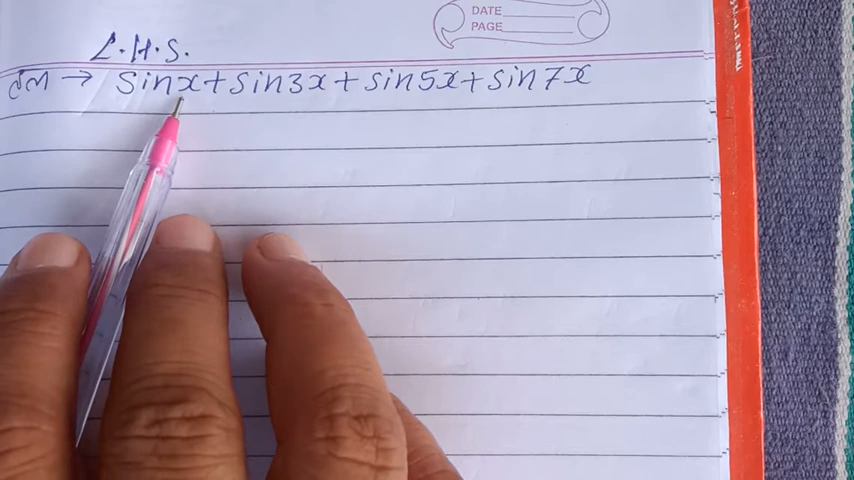 DATE
PAGE
L.H.S.
हल → Sinx+Sin3x+Sin5x+Sin7x